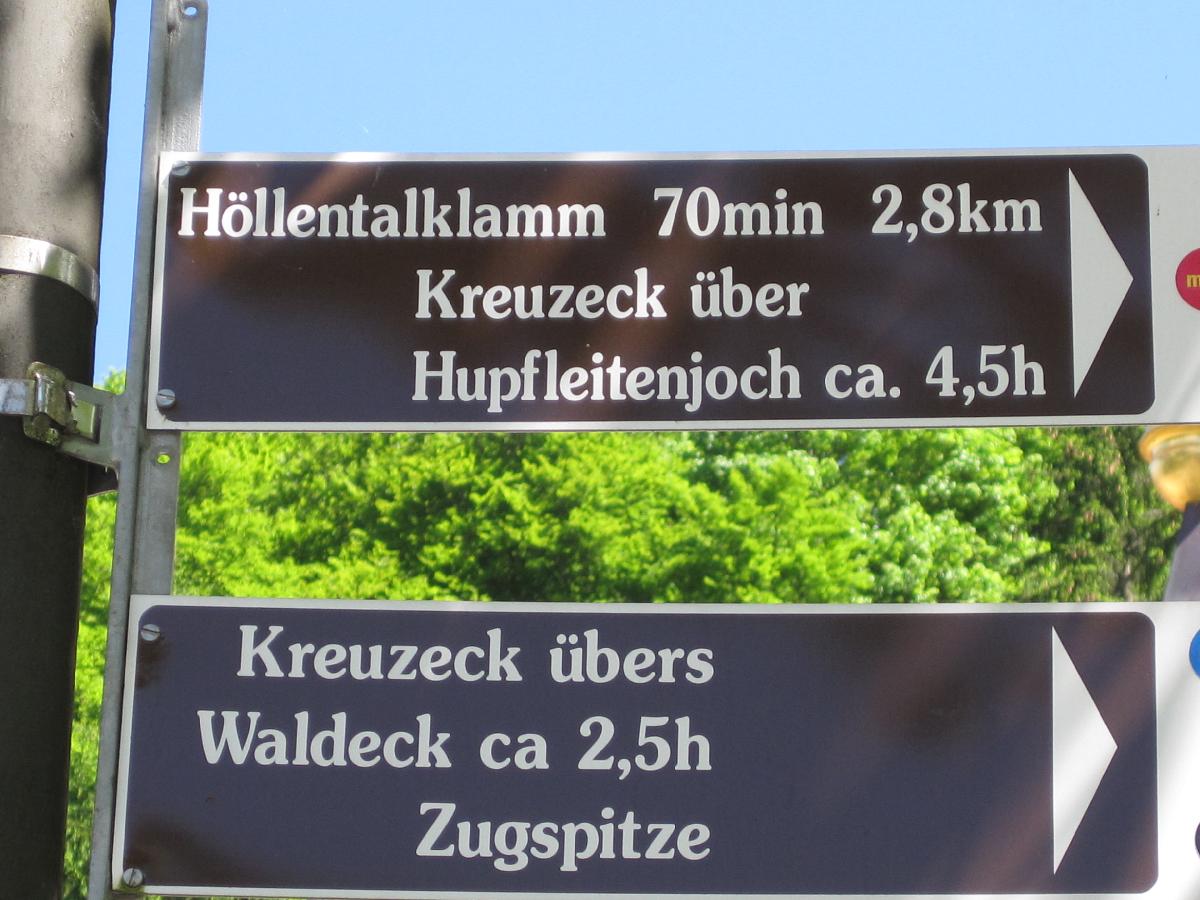 Höllentalklamm 70min 2,8km
Kreuzeck über
Hupfleitenjoch ca. 4,5h
Kreuzeck übers
Waldeck ca 2,5h
Zugspitze